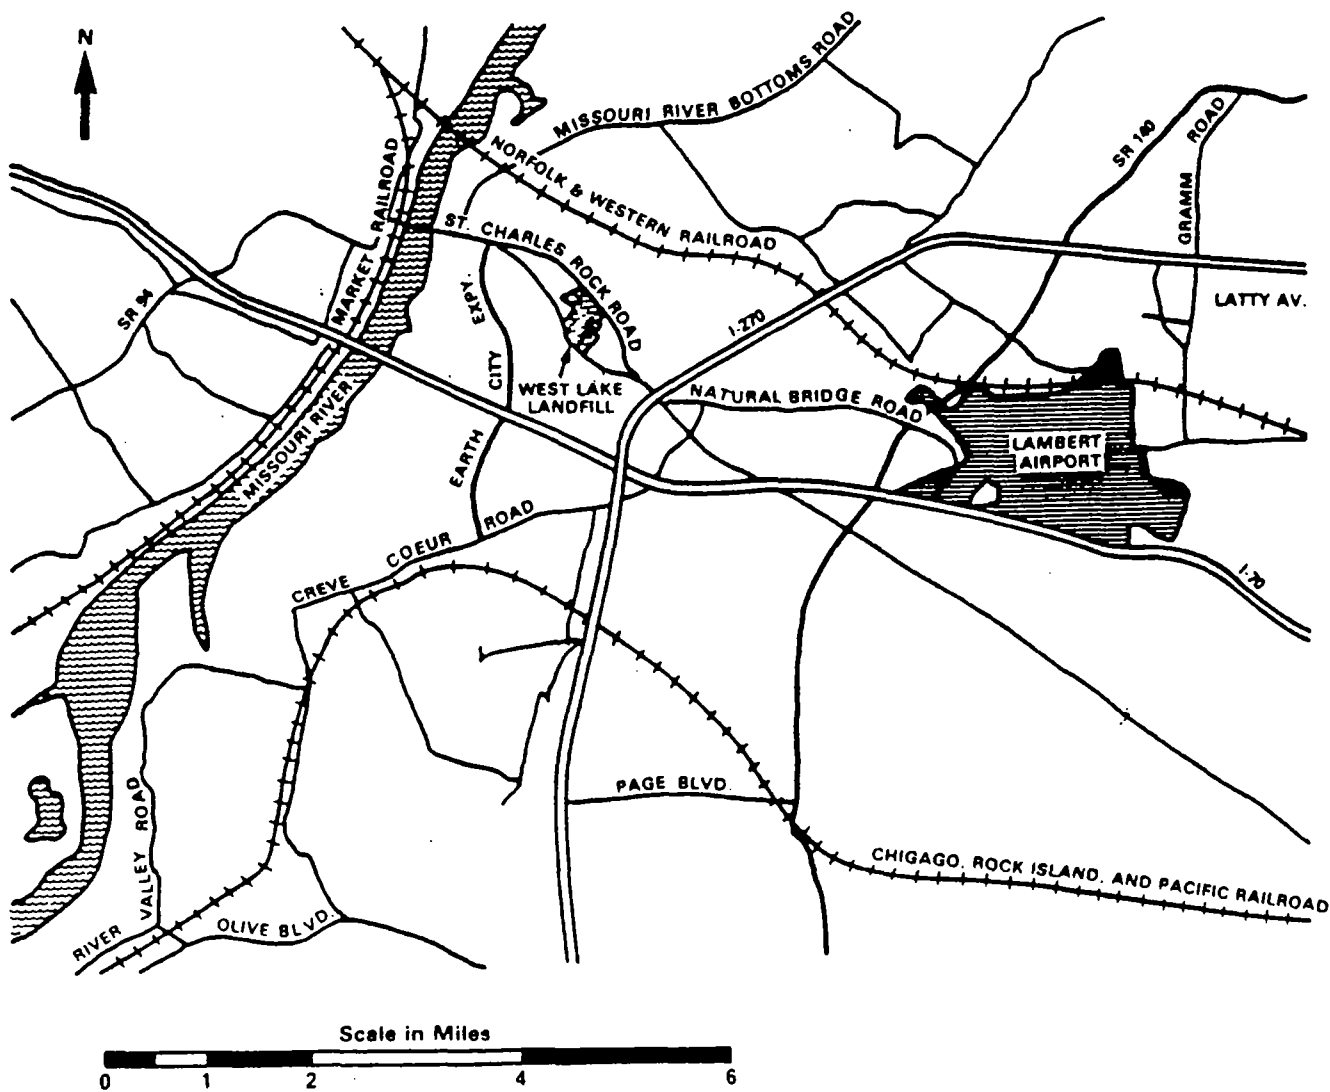 N
MISSOURI RIVER BOTTOMS ROAD
SR 140
GRAMM ROAD
NORFOLK & WESTERN RAILROAD
MARKET RAILROAD
ST. CHARLES ROCK ROAD
LATTY AV.
SR 94
EARTH CITY EXPY
I-270
WEST LAKE
LANDFILL
NATURAL BRIDGE ROAD
LAMBERT
AIRPORT
MISSOURI RIVER
CREVE COEUR ROAD
I-70
PAGE BLVD.
RIVER VALLEY ROAD
OLIVE BLVD.
CHIGAGO, ROCK ISLAND, AND PACIFIC RAILROAD
Scale in Miles
0 1 2 4 6